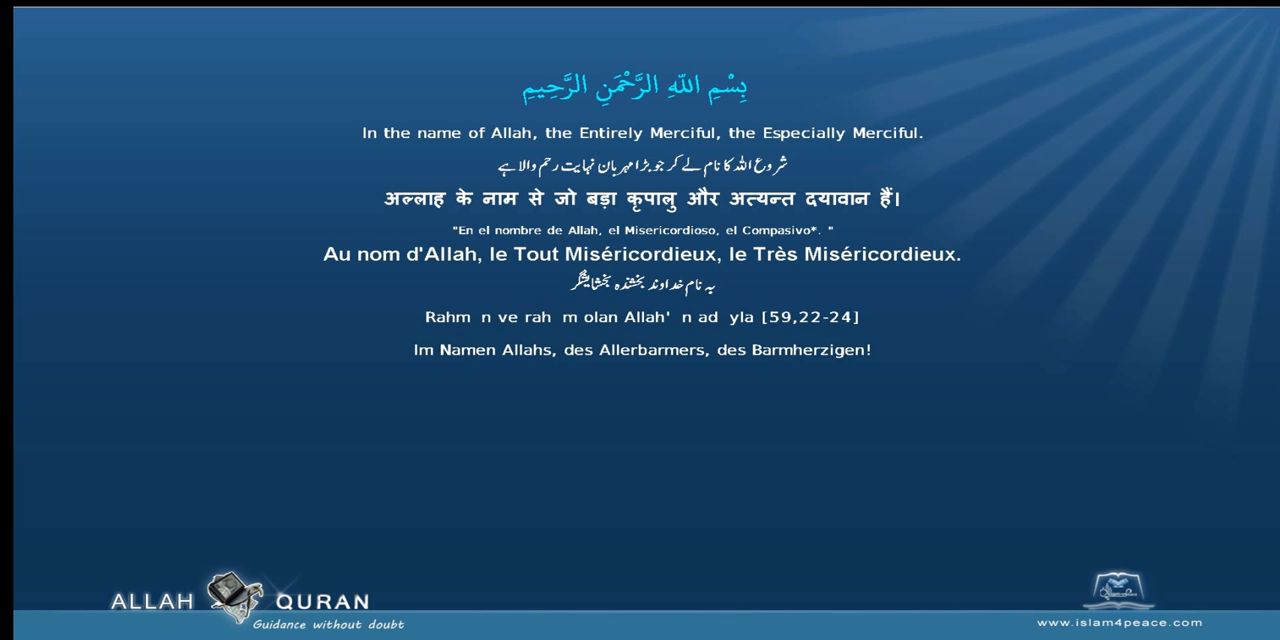 بِسْمِ اللّهِ الرَّحْمَنِ الرَّحِيمِ
In the name of Allah, the Entirely Merciful, the Especially Merciful.
شروع اللہ کا نام لے کر جو بڑا مہربان نہایت رحم والا ہے
अल्लाह के नाम से जो बड़ा कृपालु और अत्यन्त दयावान हैं।
"En el nombre de Allah, el Misericordioso, el Compasivo*. "
Au nom d'Allah, le Tout Miséricordieux, le Très Miséricordieux.
به نام خداوند بخشنده بخشایشگر
Rahm n ve rah m olan Allah' n ad yla [59,22-24]
Im Namen Allahs, des Allerbarmers, des Barmherzigen!
ALLAH QURAN
Guidance without doubt
www.islam4peace.com